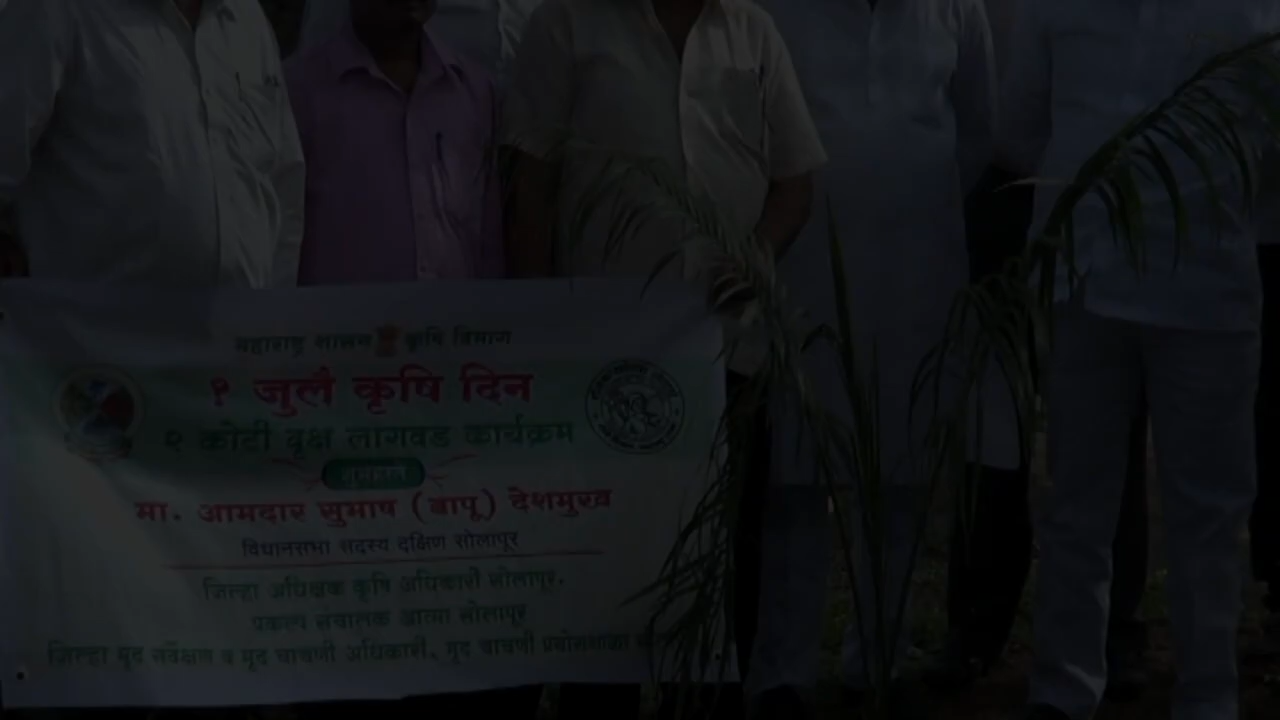 महाराष्ट्र शासन कृषि विभाग
१ जुलै कृषि दिन
२ कोटी वृक्ष लागवड कार्यक्रम
शुभहस्ते
मा. आमदार सुभाष (बापू) देशमुख
विधानसभा सदस्य दक्षिण सोलापूर
जिल्हा अधिक्षक कृषि अधिकारी सोलापूर.
प्रकल्प संचालक आत्मा सोलापूर
जिल्हा मृद सर्वेक्षण व मृद चाचणी अधिकारी, मृद चाचणी प्रयोगशाळा